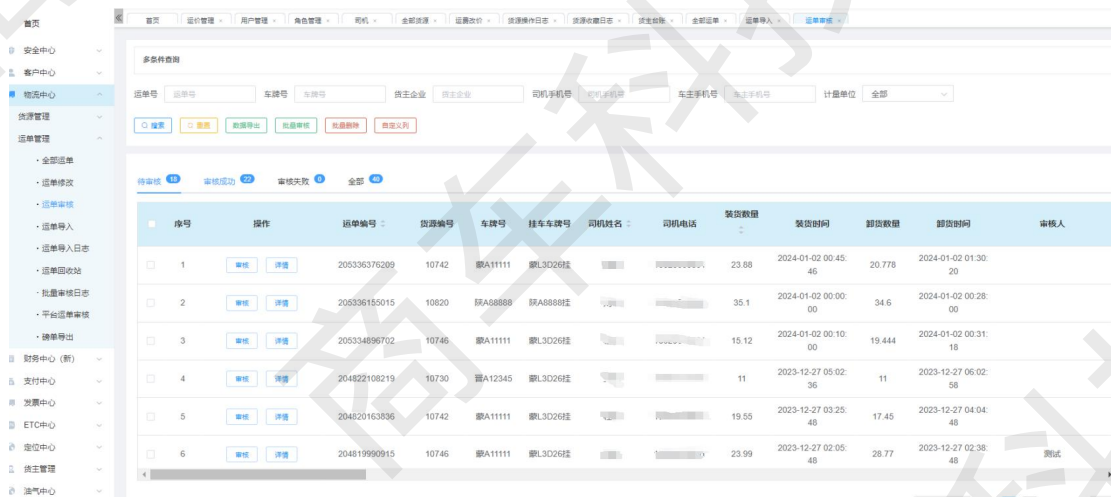 首页
安全中心
客户中心
物流中心
货源管理
运单管理
· 全部运单
· 运单修改
· 运单审核
· 运单导入
· 运单导入日志
· 运单回收站
· 批量审核日志
· 平台运单审核
· 磅单导出
财务中心（新）
支付中心
发票中心
ETC中心
定位中心
货主管理
油气中心
首页 运价管理 × 用户管理 × 角色管理 × 司机 × 全部货源 × 运费改价 × 货源操作日志 × 货源收藏日志 × 货主台账 × 全部运单 × 运单导入 × 运单审核 ×
多条件查询
运单号 运单号 车牌号 车牌号 货主企业 货主企业 司机手机号 司机手机号 车主手机号 车主手机号 计量单位 全部
搜索 重置 数据导出 批量审核 批量删除 自定义列
待审核 18 审核成功 22 审核失败 0 全部 40
序号 操作 运单编号 货源编号 车牌号 挂车车牌号 司机姓名 司机电话 装货数量 装货时间 卸货数量 卸货时间 审核人
1 审核 详情 205336376209 10742 蒙A11111 蒙L3D26挂 23.88 2024-01-02 00:45:46 20.778 2024-01-02 01:30:20
2 审核 详情 205336155015 10820 陕A88888 陕A8888挂 35.1 2024-01-02 00:00:00 34.6 2024-01-02 00:28:00
3 审核 详情 205334896702 10746 蒙A11111 蒙L3D26挂 15.12 2024-01-02 00:10:00 19.444 2024-01-02 00:31:18
4 审核 详情 204822108219 10730 晋A12345 蒙L3D26挂 11 2023-12-27 05:02:36 11 2023-12-27 06:02:58
5 审核 详情 204820163836 10742 蒙A11111 蒙L3D26挂 19.55 2023-12-27 03:25:48 17.45 2023-12-27 04:04:48
6 审核 详情 204819990915 10746 蒙A11111 蒙L3D26挂 23.99 2023-12-27 02:05:48 28.77 2023-12-27 02:38:48 测试
商车科技